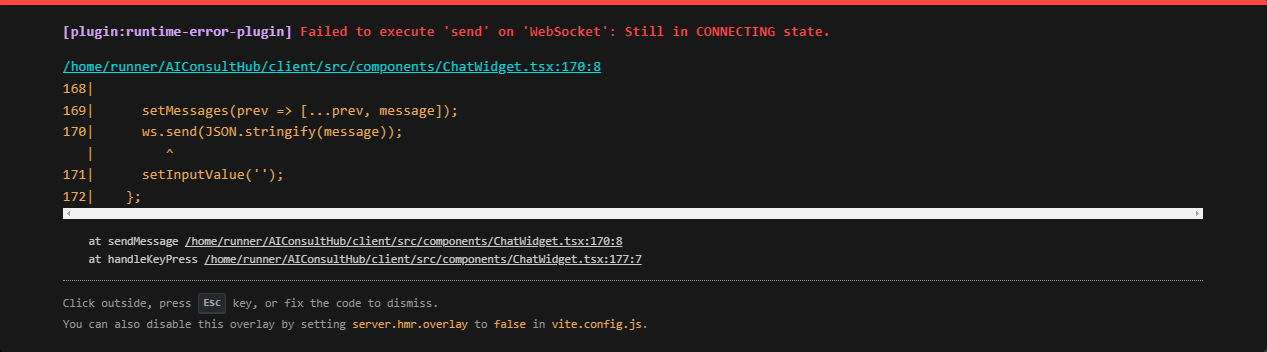 [plugin:runtime-error-plugin] Failed to execute 'send' on 'WebSocket': Still in CONNECTING state.
/home/runner/AIConsultHub/client/src/components/ChatWidget.tsx:170:8
168|
169|      setMessages(prev => [...prev, message]);
170|      ws.send(JSON.stringify(message));
   |         ^
171|      setInputValue('');
172|    };
at sendMessage /home/runner/AIConsultHub/client/src/components/ChatWidget.tsx:170:8
at handleKeyPress /home/runner/AIConsultHub/client/src/components/ChatWidget.tsx:177:7
Click outside, press Esc key, or fix the code to dismiss.
You can also disable this overlay by setting server.hmr.overlay to false in vite.config.js.